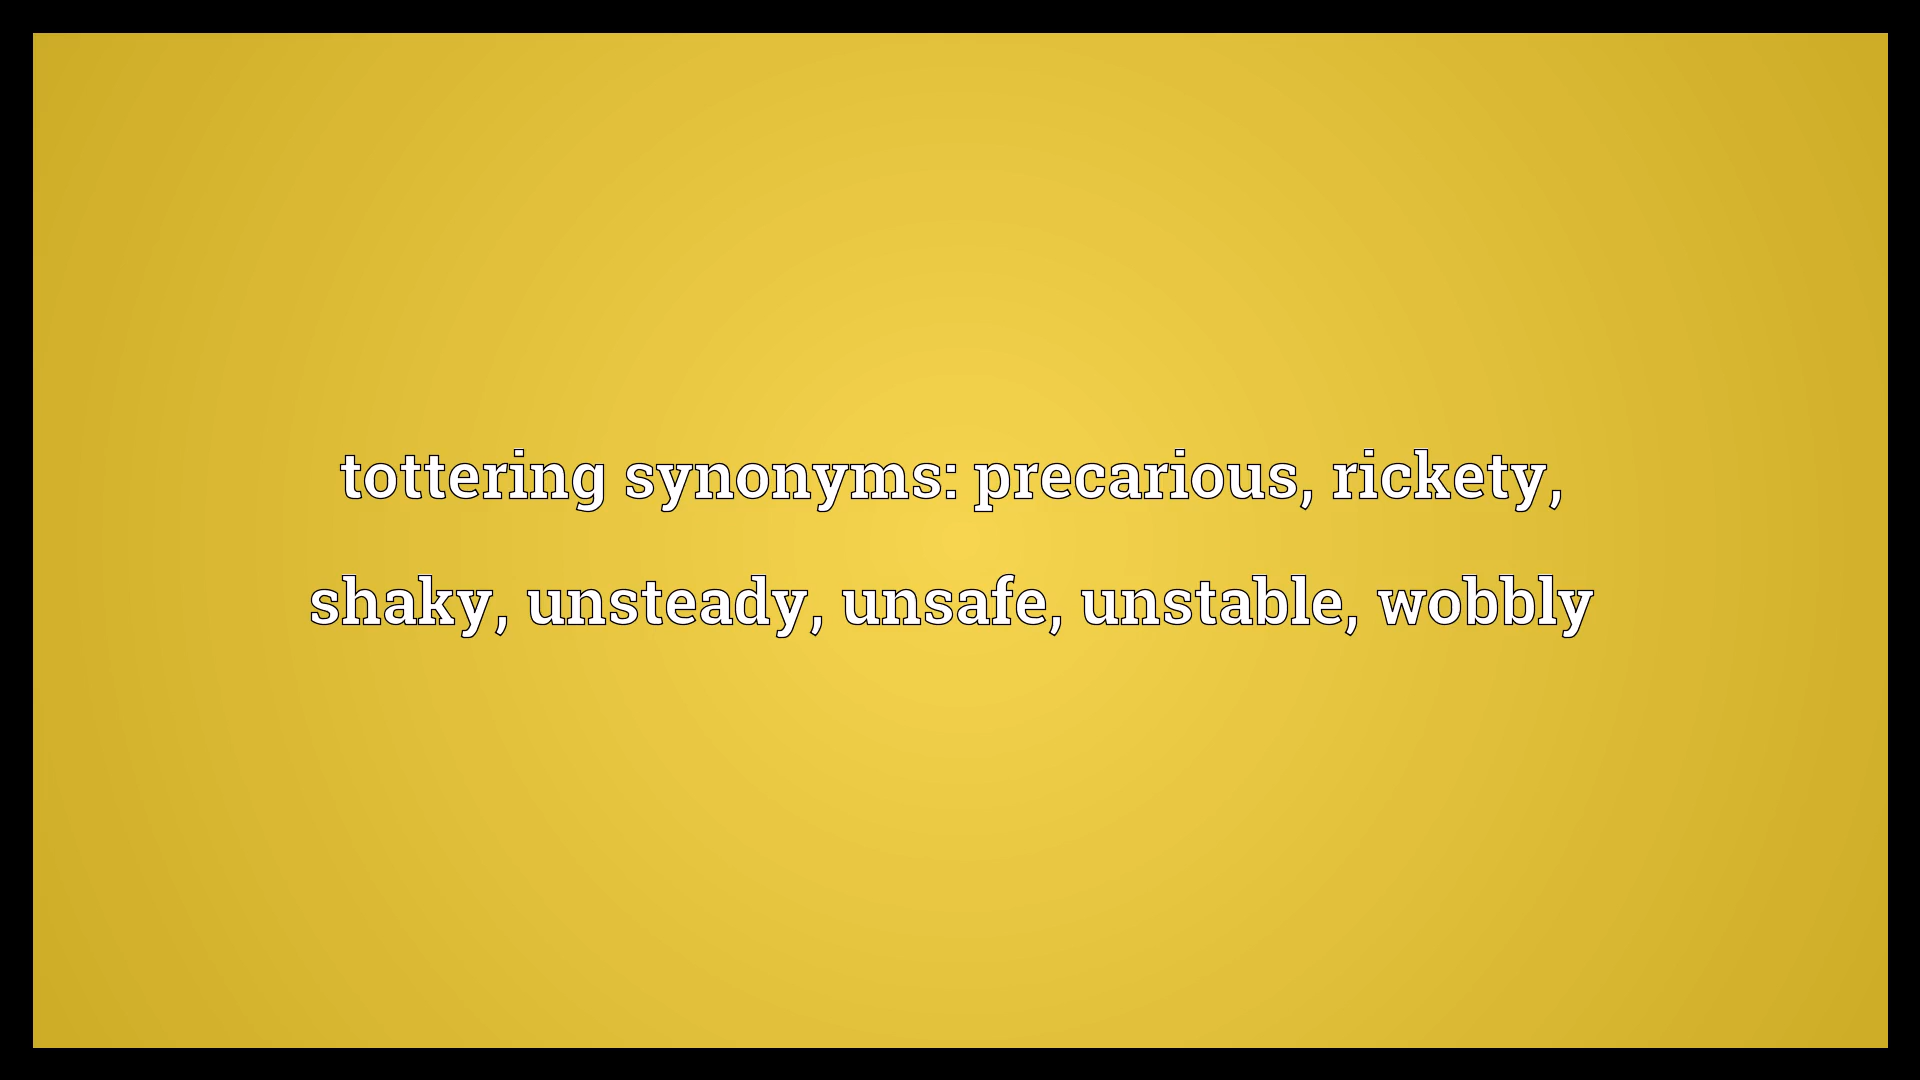 tottering synonyms: precarious, rickety,
shaky, unsteady, unsafe, unstable, wobbly